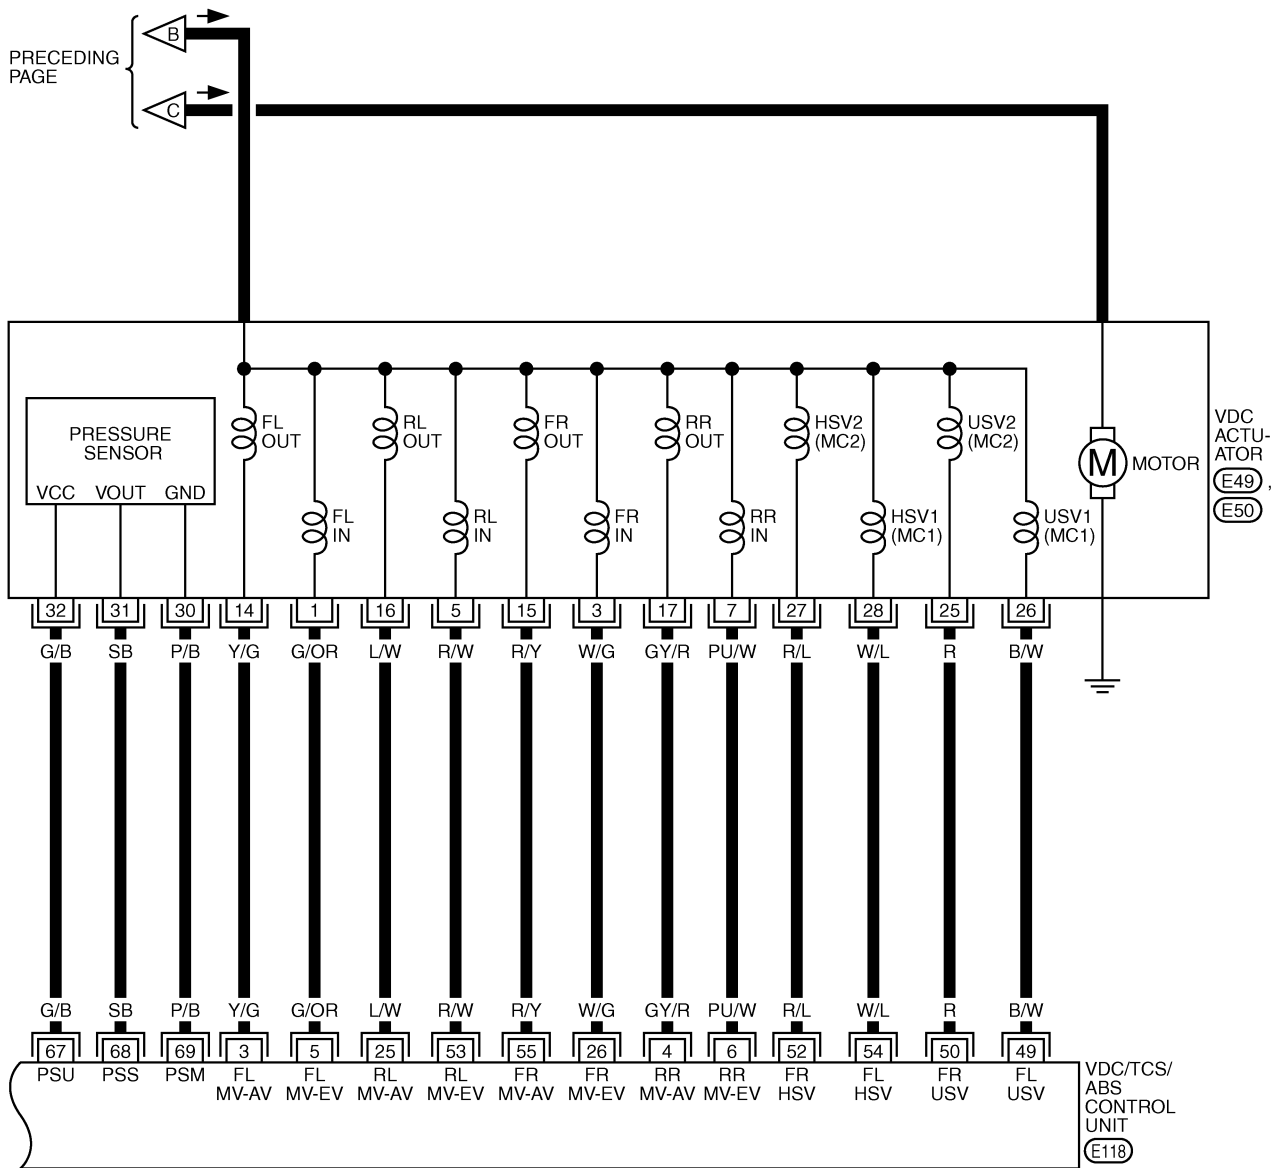 B
PRECEDING
PAGE
C
PRESSURE
SENSOR
VCC VOUT GND
FL
OUT
RL
OUT
FR
OUT
RR
OUT
HSV2
(MC2)
USV2
(MC2)
FL
IN
RL
IN
FR
IN
RR
IN
HSV1
(MC1)
USV1
(MC1)
M MOTOR
VDC
ACTU-
ATOR
E49 ,
E50
32 31 30 14 1 16 5 15 3 17 7 27 28 25 26
G/B SB P/B Y/G G/OR L/W R/W R/Y W/G GY/R PU/W R/L W/L R B/W
G/B SB P/B Y/G G/OR L/W R/W R/Y W/G GY/R PU/W R/L W/L R B/W
67 68 69 3 5 25 53 55 26 4 6 52 54 50 49
PSU PSS PSM FL FL RL RL FR FR RR RR FR FL FR FL
MV-AV MV-EV MV-AV MV-EV MV-AV MV-EV MV-AV MV-EV HSV HSV USV USV
VDC/TCS/
ABS
CONTROL
UNIT
E118